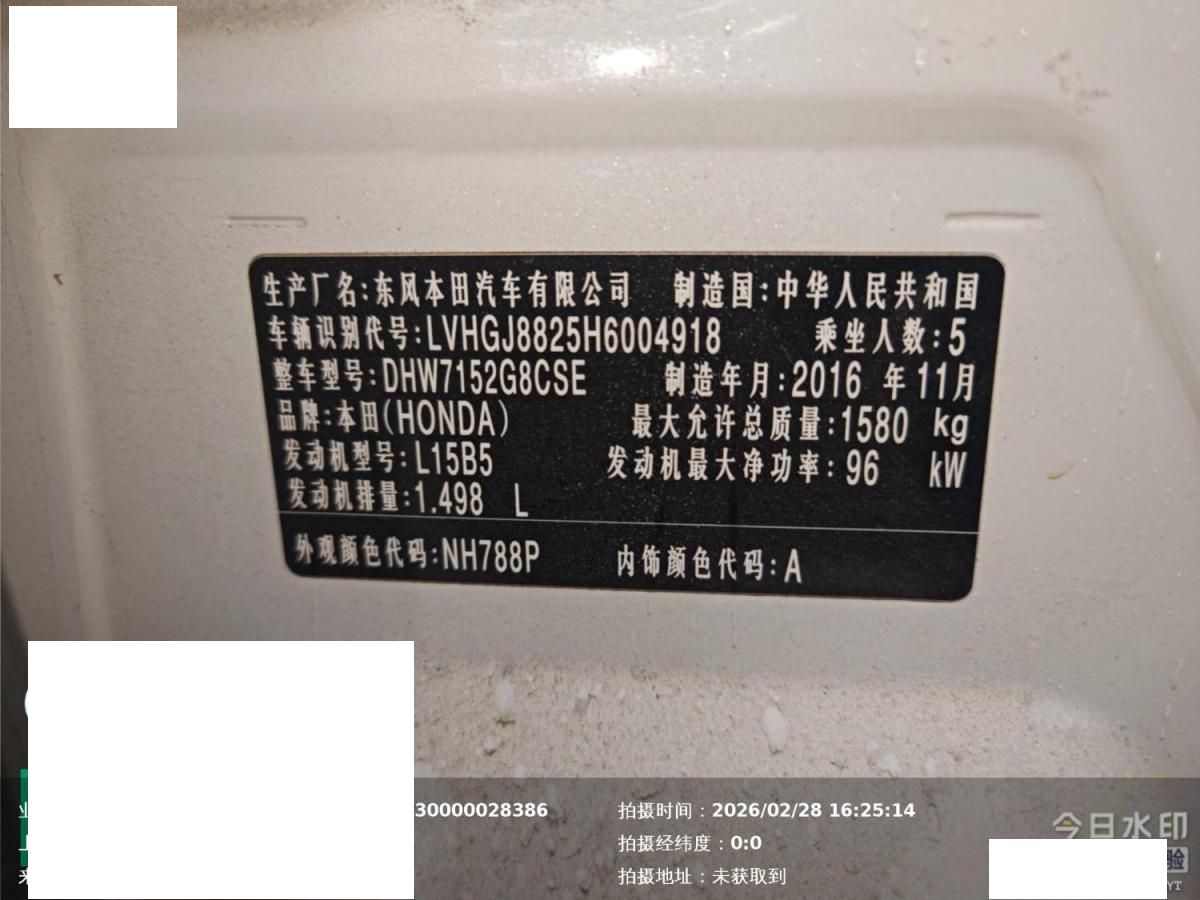 生产厂名:东风本田汽车有限公司 制造国:中华人民共和国
车辆识别代号:LVHGJ8825H6004918 乘坐人数:5
整车型号:DHW7152G8CSE 制造年月:2016 年11月
品牌:本田(HONDA) 最大允许总质量:1580 kg
发动机型号:L15B5 发动机最大净功率:96 kW
发动机排量:1.498 L
外观颜色代码:NH788P 内饰颜色代码:A
30000028386 拍摄时间：2026/02/28 16:25:14
拍摄经纬度：0:0
拍摄地址：未获取到
今日水印
验
YT